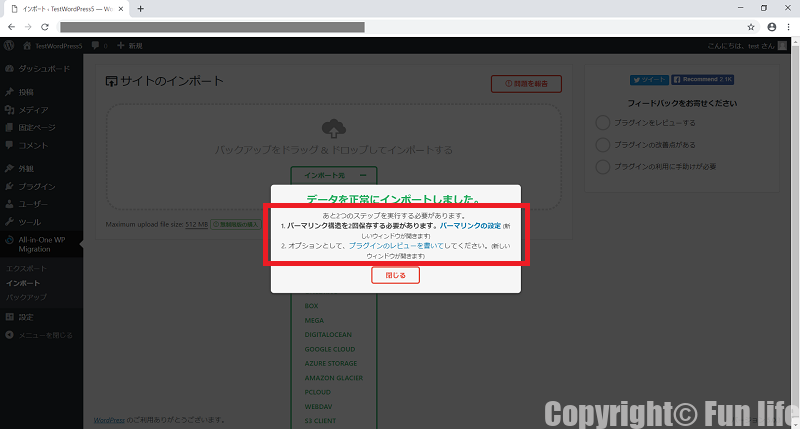 インポート ‹ TestWordPress5 — Wo
TestWordPress5
0
新規
こんにちは、test さん
ダッシュボード
投稿
メディア
固定ページ
コメント
外観
プラグイン
ユーザー
ツール
All-in-One WP
Migration
エクスポート
インポート
バックアップ
設定
メニューを閉じる
サイトのインポート
問題を報告
バックアップをドラッグ & ドロップしてインポートする
インポート元
Maximum upload file size: 512 MB
データを正常にインポートしました。
あと2つのステップを実行する必要があります。
1. パーマリンク構造を2回保存する必要があります。パーマリンクの設定 (新
しいウィンドウが開きます)
2. オプションとして、プラグインのレビューを書いてしてください。(新しい
ウィンドウが開きます)
閉じる
BOX
MEGA
DIGITALOCEAN
GOOGLE CLOUD
AZURE STORAGE
AMAZON GLACIER
PCLOUD
WEBDAV
S3 CLIENT
WordPress のご利用ありがとうございます。
ツイート
Recommend 2.1K
フィードバックをお寄せください
プラグインをレビューする
プラグインの改善点がある
プラグインの利用に手助けが必要
Copyright© Fun life